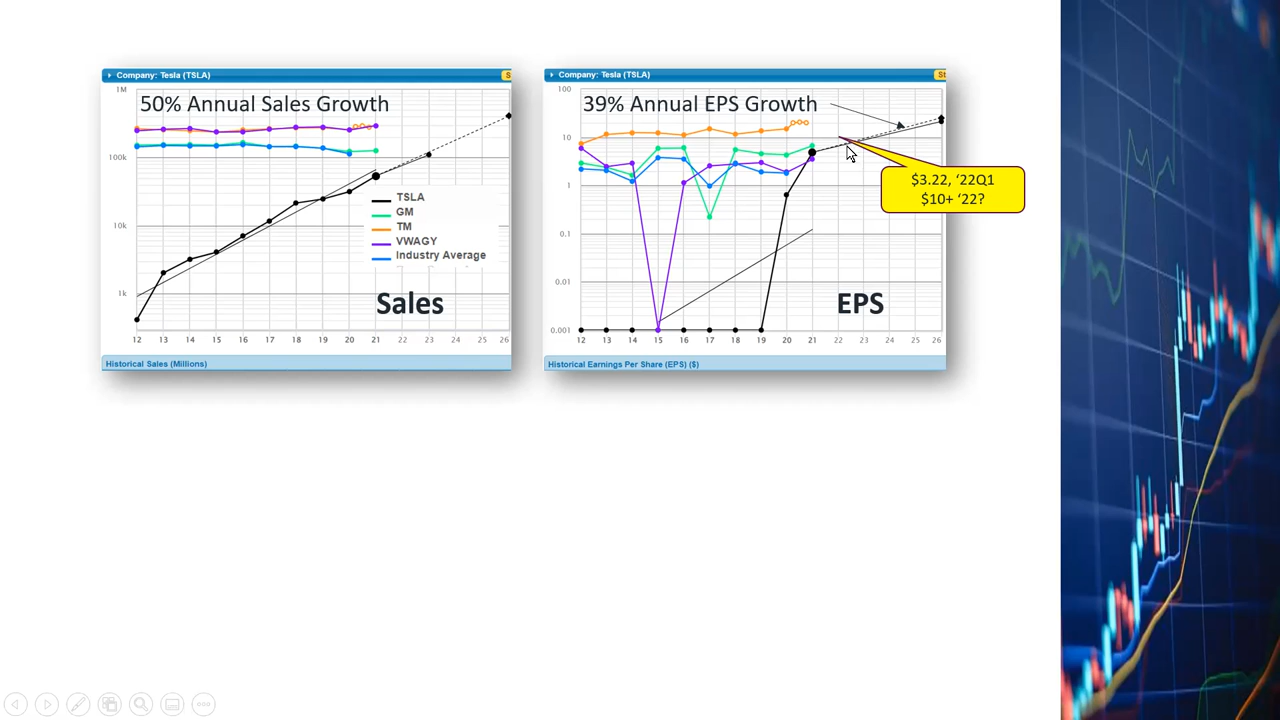 Company: Tesla (TSLA)
S
1M
50% Annual Sales Growth
100k
10k
1k
TSLA
GM
TM
VWAGY
Industry Average
Sales
12 13 14 15 16 17 18 19 20 21 22 23 24 25 26
Historical Sales (Millions)
Company: Tesla (TSLA)
St
100
39% Annual EPS Growth
10
1
0.1
0.01
0.001
$3.22, ‘22Q1
$10+ ‘22?
EPS
12 13 14 15 16 17 18 19 20 21 22 23 24 25 26
Historical Earnings Per Share (EPS) ($)